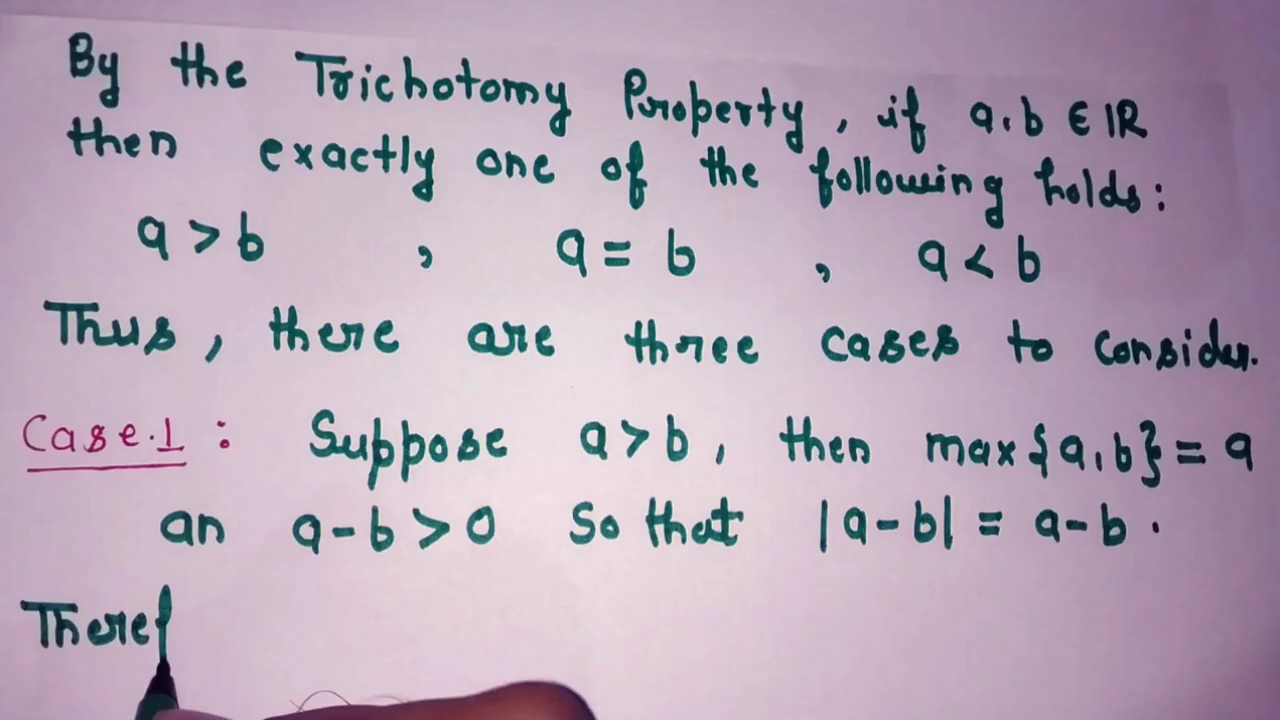 By the Trichotomy Property, if a,b ∈ IR
then exactly one of the following holds:
a > b , a = b , a < b
Thus, there are three cases to consider.
Case.1 : Suppose a > b, then max{a,b} = a
an a-b > 0 so that |a-b| = a-b.
Theref